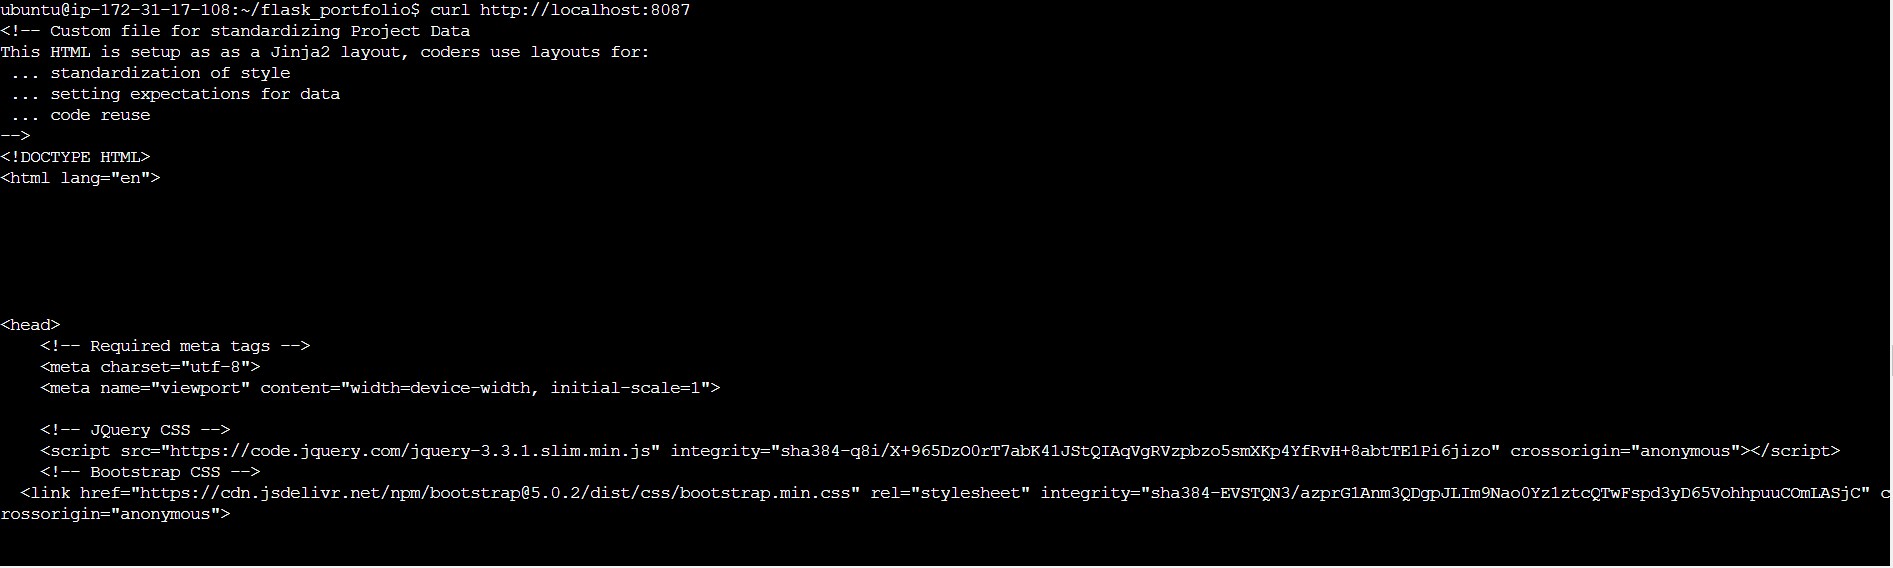 ubuntu@ip-172-31-17-108:~/flask_portfolio$ curl http://localhost:8087
<!-- Custom file for standardizing Project Data
This HTML is setup as as a Jinja2 layout, coders use layouts for:
 ... standardization of style
 ... setting expectations for data
 ... code reuse
-->
<!DOCTYPE HTML>
<html lang="en">
<head>
    <!-- Required meta tags -->
    <meta charset="utf-8">
    <meta name="viewport" content="width=device-width, initial-scale=1">
    <!-- JQuery CSS -->
    <script src="https://code.jquery.com/jquery-3.3.1.slim.min.js" integrity="sha384-q8i/X+965DzO0rT7abK41JStQIAqVgRVzpbzo5smXKp4YfRvH+8abtTE1Pi6jizo" crossorigin="anonymous"></script>
    <!-- Bootstrap CSS -->
  <link href="https://cdn.jsdelivr.net/npm/bootstrap@5.0.2/dist/css/bootstrap.min.css" rel="stylesheet" integrity="sha384-EVSTQN3/azprG1Anm3QDgpJLIm9Nao0Yz1ztcQTwFspd3yD65VohhpuuCOmLASjC" c
rossorigin="anonymous">